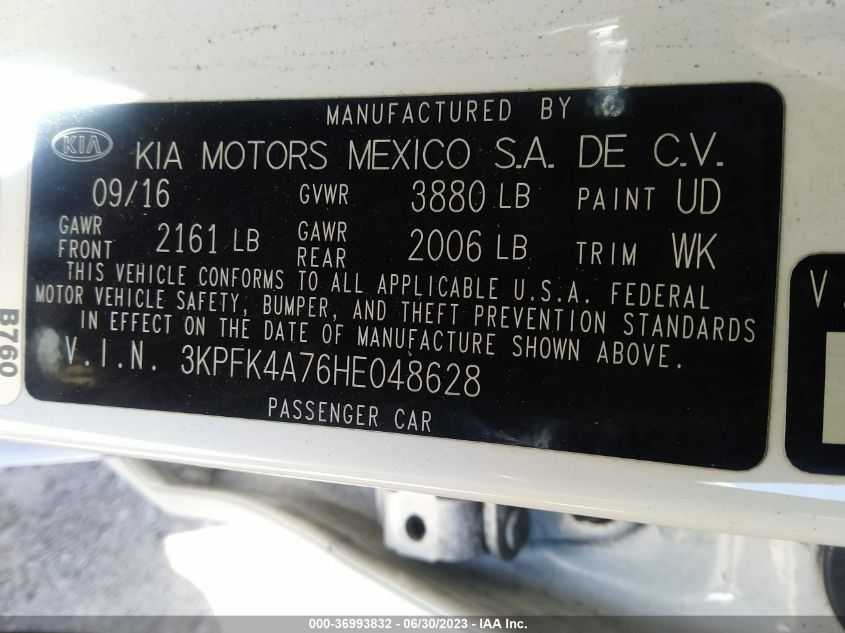 MANUFACTURED BY
KIA KIA MOTORS MEXICO S.A. DE C.V.
09/16 GVWR 3880 LB PAINT UD
GAWR FRONT 2161 LB GAWR REAR 2006 LB TRIM WK
THIS VEHICLE CONFORMS TO ALL APPLICABLE U.S.A. FEDERAL
MOTOR VEHICLE SAFETY, BUMPER, AND THEFT PREVENTION STANDARDS
IN EFFECT ON THE DATE OF MANUFACTURE SHOWN ABOVE.
V.I.N. 3KPFK4A76HE048628
PASSENGER CAR
B760
V.
000-36993832 - 06/30/2023 - IAAI.com